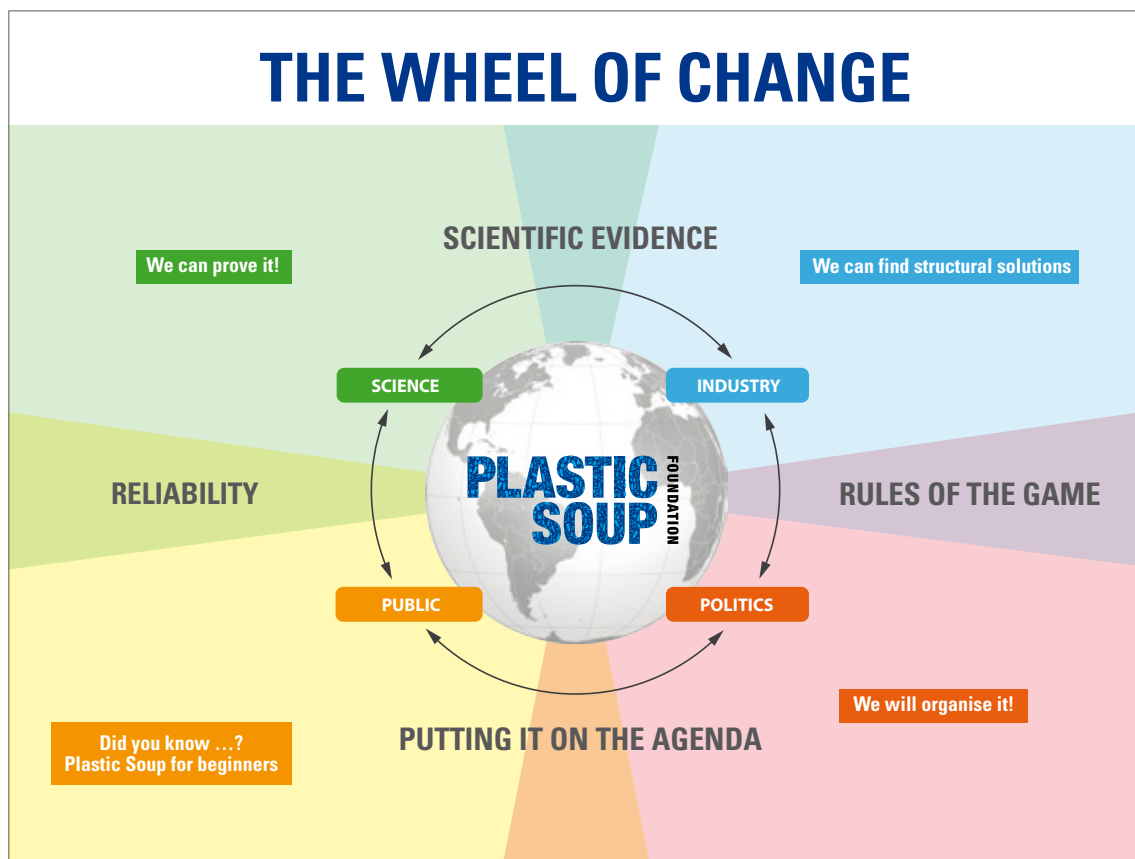 THE WHEEL OF CHANGE
SCIENTIFIC EVIDENCE
We can prove it!
We can find structural solutions
SCIENCE
INDUSTRY
RELIABILITY
PLASTIC
SOUP
FOUNDATION
RULES OF THE GAME
PUBLIC
POLITICS
We will organise it!
Did you know ...?
Plastic Soup for beginners
PUTTING IT ON THE AGENDA